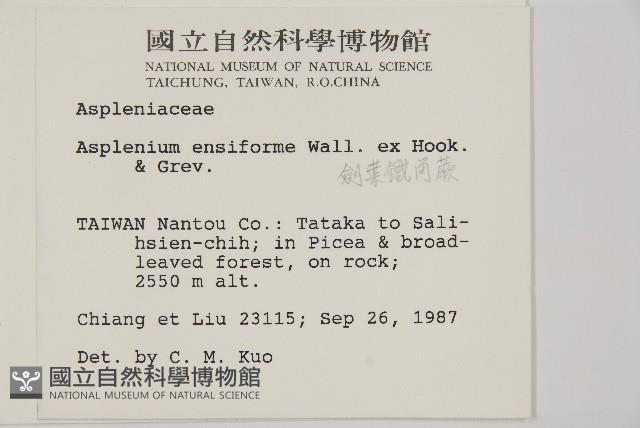 國立自然科學博物館
NATIONAL MUSEUM OF NATURAL SCIENCE
TAICHUNG, TAIWAN, R.O.CHINA
Aspleniaceae
Asplenium ensiforme Wall. ex Hook.
& Grev.
劍葉鐵角蕨
TAIWAN Nantou Co.: Tataka to Sali-
hsien-chih; in Picea & broad-
leaved forest, on rock;
2550 m alt.
Chiang et Liu 23115; Sep 26, 1987
Det. by C. M. Kuo
國立自然科學博物館
NATIONAL MUSEUM OF NATURAL SCIENCE